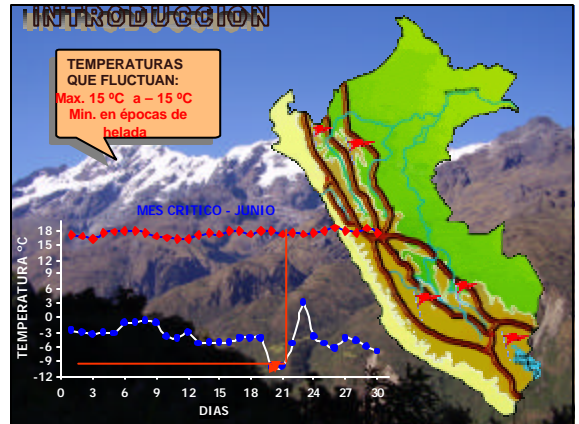 INTRODUCCION
TEMPERATURAS
QUE FLUCTUAN:
Max. 15 ºC a – 15 ºC
Min. en épocas de
helada
MES CRITICO - JUNIO
TEMPERATURA ºC
18
15
12
9
6
3
0
-3
-6
-9
-12
0 3 6 9 12 15 18 21 24 27 30
DIAS